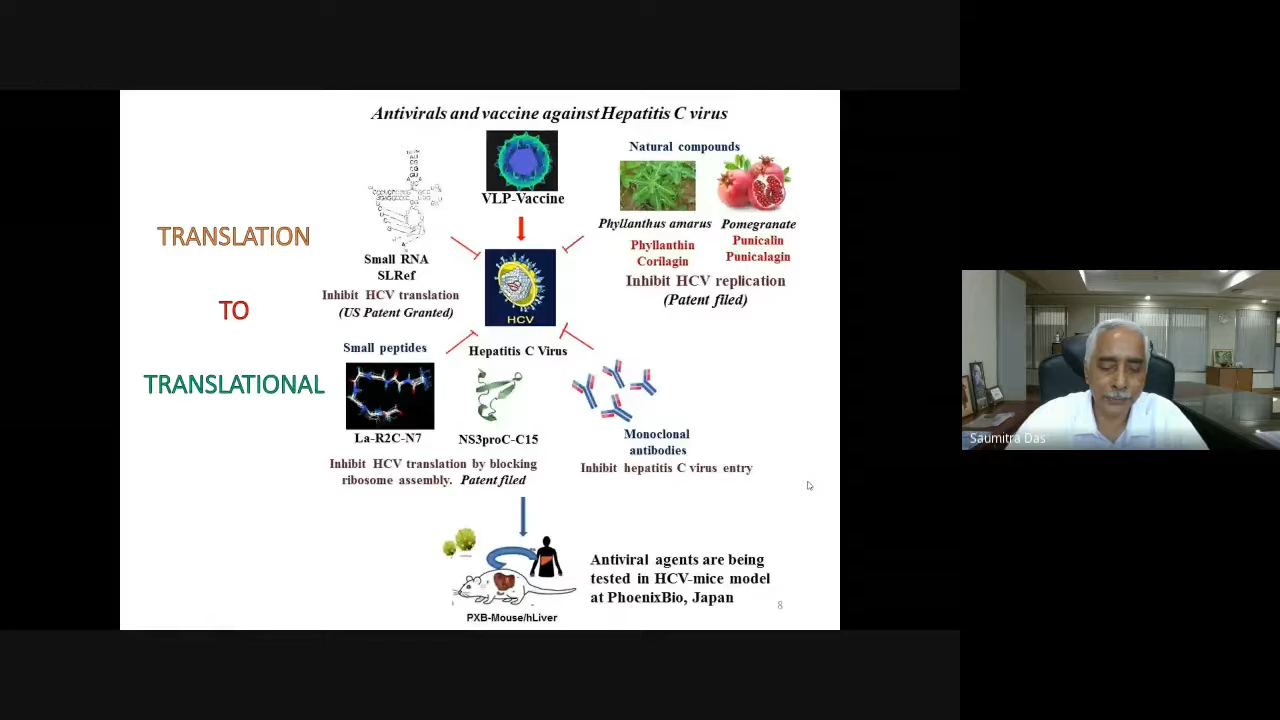 Antivirals and vaccine against Hepatitis C virus
VLP-Vaccine
Natural compounds
Phyllanthus amarus
Pomegranate
Phyllanthin
Corilagin
Punicalin
Punicalagin
Inhibit HCV replication
(Patent filed)
TRANSLATION
TO
TRANSLATIONAL
Small RNA
SLRef
Inhibit HCV translation
(US Patent Granted)
HCV
Hepatitis C Virus
Small peptides
La-R2C-N7
NS3proC-C15
Inhibit HCV translation by blocking
ribosome assembly. Patent filed
Monoclonal
antibodies
Inhibit hepatitis C virus entry
Antiviral agents are being
tested in HCV-mice model
at PhoenixBio, Japan
8
PXB-Mouse/hLiver
Saumitra Das